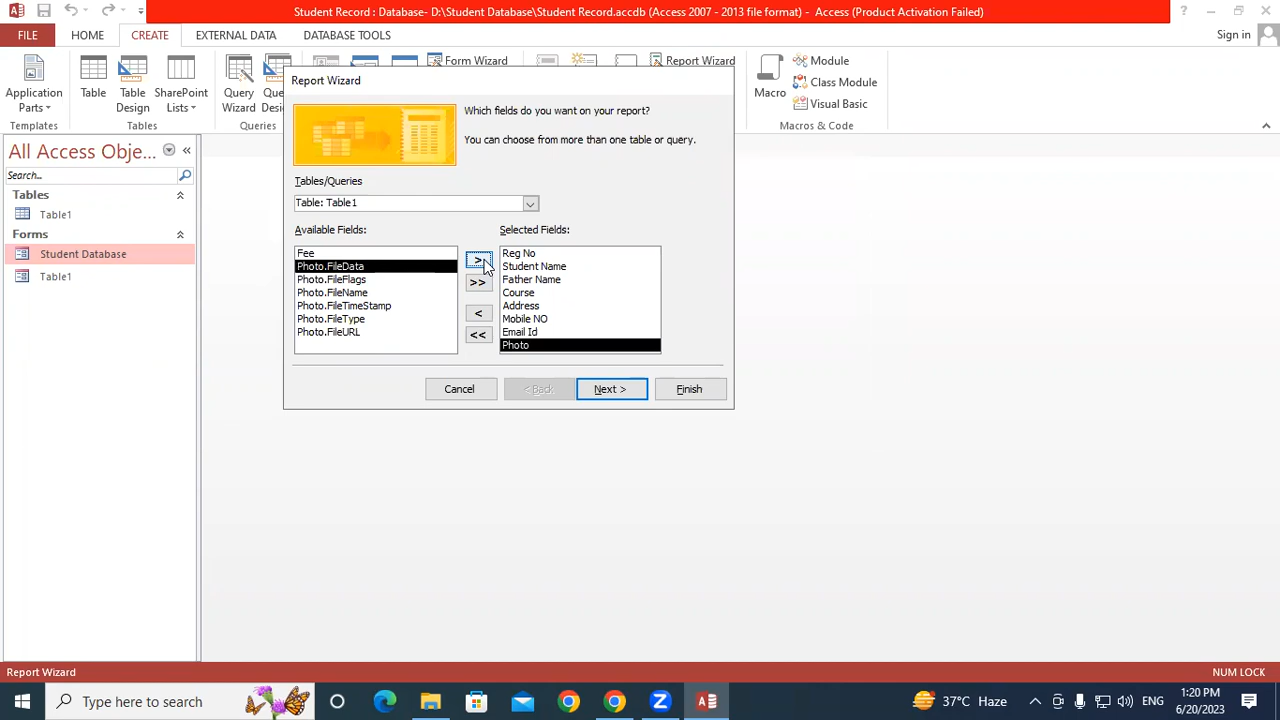 Student Record : Database- D:\Student Database\Student Record.accdb (Access 2007 - 2013 file format) - Access (Product Activation Failed)
FILE HOME CREATE EXTERNAL DATA DATABASE TOOLS Sign in
Application Parts
Table
Table Design
SharePoint Lists
Query Wizard
Form Wizard
Report Wizard
Macro
Module
Class Module
Visual Basic
Templates Tables Queries Macros & Code
All Access Obje...
Search...
Tables
Table1
Forms
Student Database
Table1
Report Wizard
Which fields do you want on your report?
You can choose from more than one table or query.
Tables/Queries
Table: Table1
Available Fields:
Fee
Photo.FileData
Photo.FileFlags
Photo.FileName
Photo.FileTimeStamp
Photo.FileType
Photo.FileURL
>
>>
<
<<
Selected Fields:
Reg No
Student Name
Father Name
Course
Address
Mobile NO
Email Id
Photo
Cancel < Back Next > Finish
Report Wizard NUM LOCK
Type here to search
37°C Haze
ENG
1:20 PM
6/20/2023